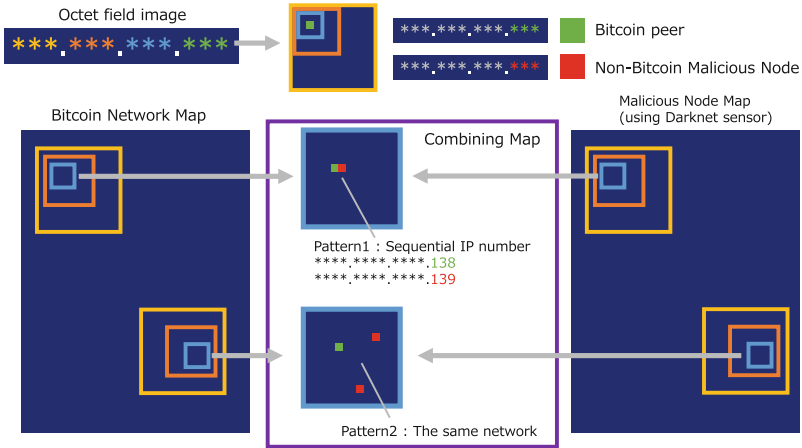 Octet field image
***.***.***.***
***.***.***.***
Bitcoin peer
***.***.***.***
Non-Bitcoin Malicious Node
Bitcoin Network Map
Malicious Node Map
(using Darknet sensor)
Combining Map
Pattern1 : Sequential IP number
****.****.****.138
****.****.****.139
Pattern2 : The same network